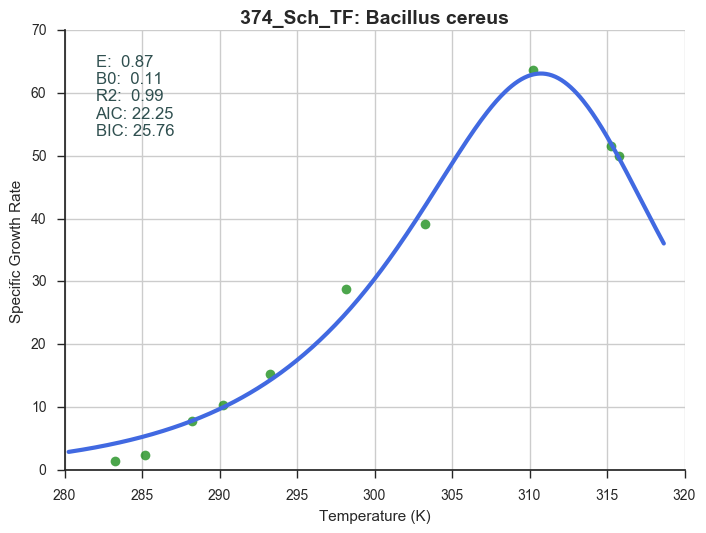 374_Sch_TF: Bacillus cereus
E: 0.87
B0: 0.11
R2: 0.99
AIC: 22.25
BIC: 25.76
Specific Growth Rate
70
60
50
40
30
20
10
0
280 285 290 295 300 305 310 315 320
Temperature (K)